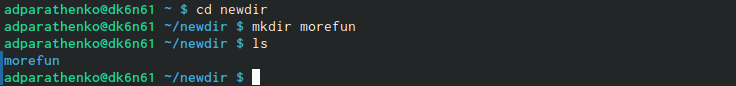 adparathenko@dk6n61 ~ $ cd newdir
adparathenko@dk6n61 ~/newdir $ mkdir morefun
adparathenko@dk6n61 ~/newdir $ ls
morefun
adparathenko@dk6n61 ~/newdir $